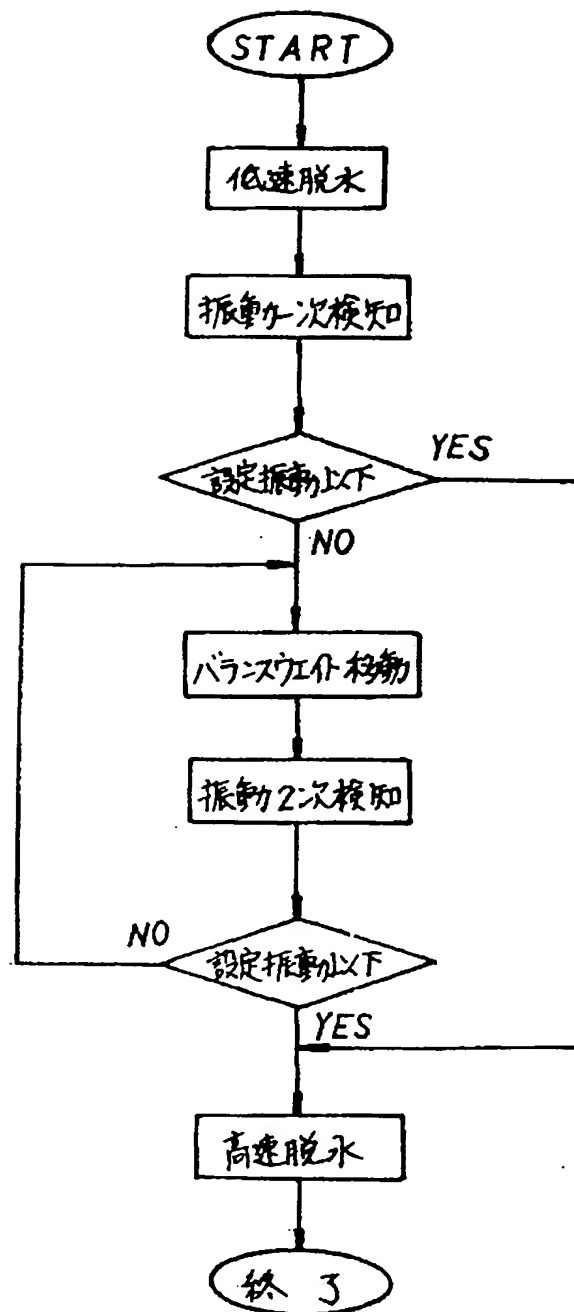 START
低速脱水
振動一次検知
設定振動以下
YES
NO
バランスウエイト移動
振動2次検知
NO
設定振動以下
YES
高速脱水
終了